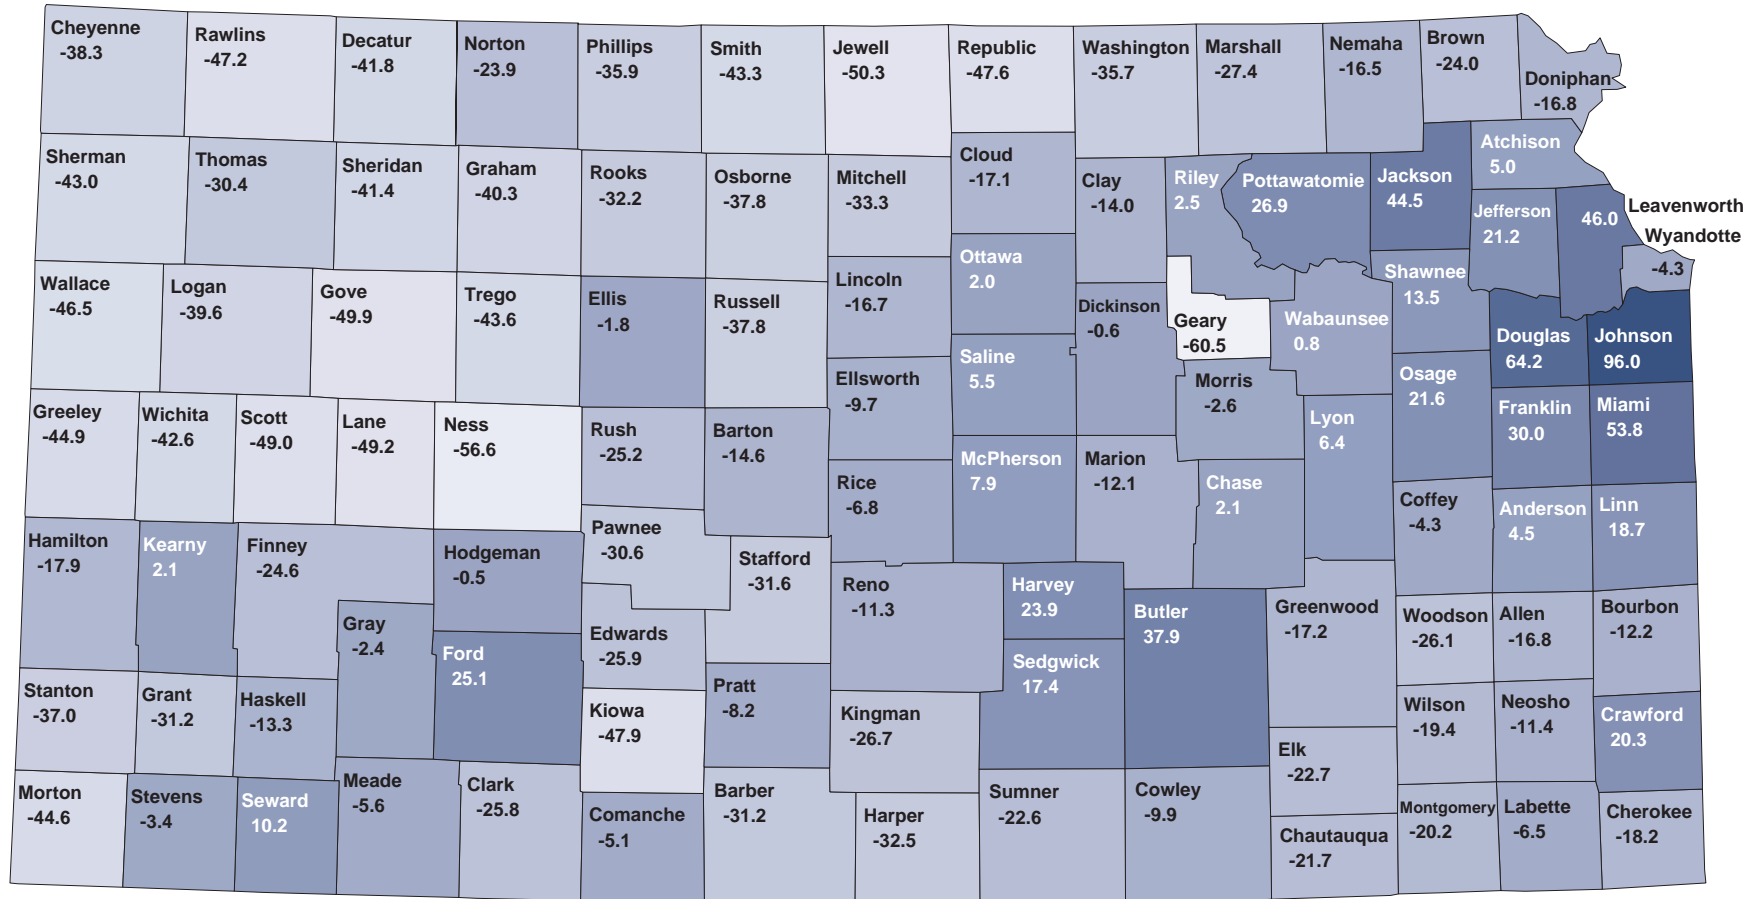 Cheyenne
-38.3
Rawlins
-47.2
Decatur
-41.8
Norton
-23.9
Phillips
-35.9
Smith
-43.3
Jewell
-50.3
Republic
-47.6
Washington
-35.7
Marshall
-27.4
Nemaha
-16.5
Brown
-24.0
Doniphan
-16.8
Sherman
-43.0
Thomas
-30.4
Sheridan
-41.4
Graham
-40.3
Rooks
-32.2
Osborne
-37.8
Mitchell
-33.3
Cloud
-17.1
Clay
-14.0
Riley
2.5
Pottawatomie
26.9
Jackson
44.5
Atchison
5.0
Jefferson
21.2
46.0
Leavenworth
Wyandotte
-4.3
Wallace
-46.5
Logan
-39.6
Gove
-49.9
Trego
-43.6
Ellis
-1.8
Russell
-37.8
Lincoln
-16.7
Ottawa
2.0
Dickinson
-0.6
Geary
-60.5
Wabaunsee
0.8
Shawnee
13.5
Douglas
64.2
Johnson
96.0
Ellsworth
-9.7
Saline
5.5
Morris
-2.6
Osage
21.6
Franklin
30.0
Miami
53.8
Greeley
-44.9
Wichita
-42.6
Scott
-49.0
Lane
-49.2
Ness
-56.6
Rush
-25.2
Barton
-14.6
Rice
-6.8
McPherson
7.9
Marion
-12.1
Chase
2.1
Lyon
6.4
Coffey
-4.3
Anderson
4.5
Linn
18.7
Hamilton
-17.9
Kearny
2.1
Finney
-24.6
Hodgeman
-0.5
Pawnee
-30.6
Stafford
-31.6
Reno
-11.3
Harvey
23.9
Butler
37.9
Greenwood
-17.2
Woodson
-26.1
Allen
-16.8
Bourbon
-12.2
Gray
-2.4
Ford
25.1
Edwards
-25.9
Sedgwick
17.4
Stanton
-37.0
Grant
-31.2
Haskell
-13.3
Kiowa
-47.9
Pratt
-8.2
Kingman
-26.7
Elk
-22.7
Wilson
-19.4
Neosho
-11.4
Crawford
20.3
Morton
-44.6
Stevens
-3.4
Seward
10.2
Meade
-5.6
Clark
-25.8
Comanche
-5.1
Barber
-31.2
Harper
-32.5
Sumner
-22.6
Cowley
-9.9
Chautauqua
-21.7
Montgomery
-20.2
Labette
-6.5
Cherokee
-18.2